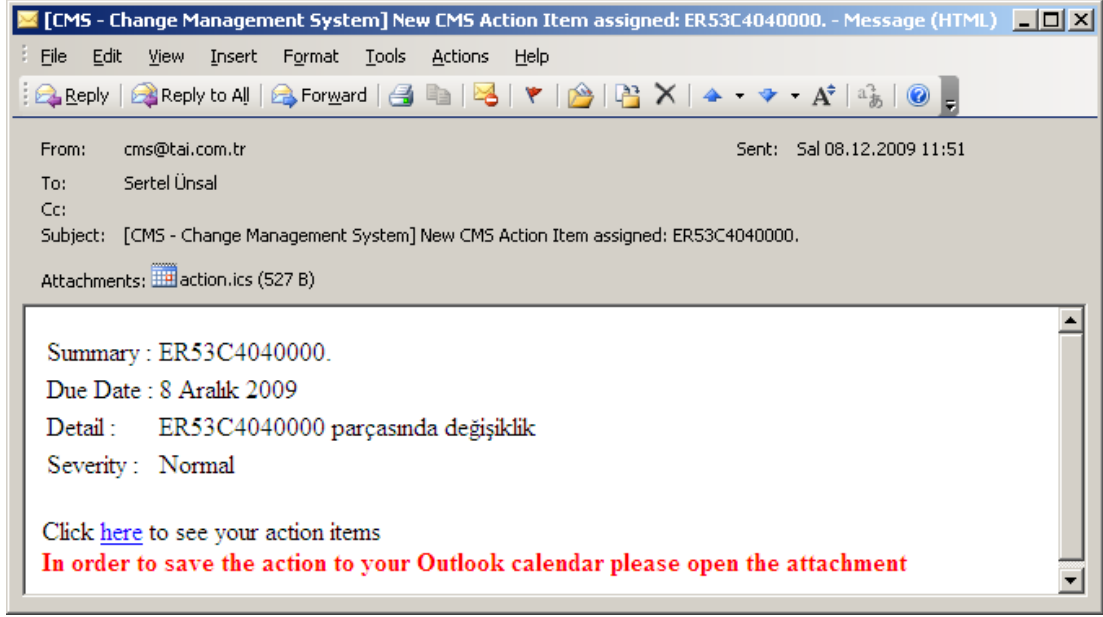 [CMS - Change Management System] New CMS Action Item assigned: ER53C4040000. - Message (HTML)
File Edit View Insert Format Tools Actions Help
Reply Reply to All Forward
From: cms@tai.com.tr Sent: Sal 08.12.2009 11:51
To: Sertel Ünsal
Cc:
Subject: [CMS - Change Management System] New CMS Action Item assigned: ER53C4040000.
Attachments: action.ics (527 B)
Summary : ER53C4040000.
Due Date : 8 Aralık 2009
Detail : ER53C4040000 parçasında değişiklik
Severity : Normal
Click here to see your action items
In order to save the action to your Outlook calendar please open the attachment